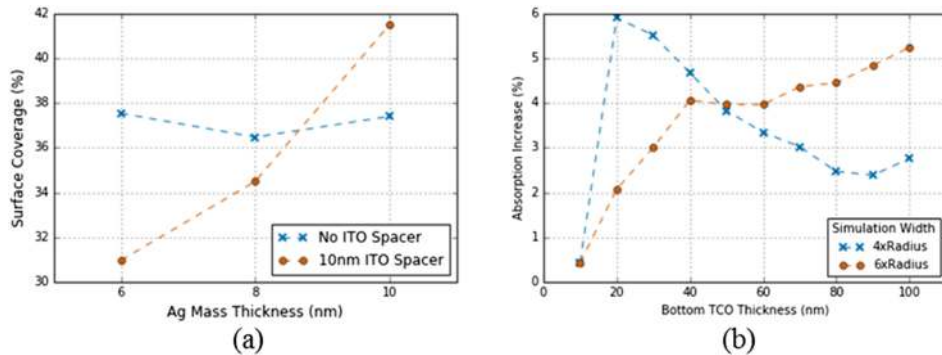 42
40
38
36
34
32
30
Surface Coverage (%)
6
8
10
Ag Mass Thickness (nm)
No ITO Spacer
10nm ITO Spacer
(a)
6
5
4
3
2
1
0
Absorption Increase (%)
0
20
40
60
80
100
Bottom TCO Thickness (nm)
Simulation Width
4xRadius
6xRadius
(b)